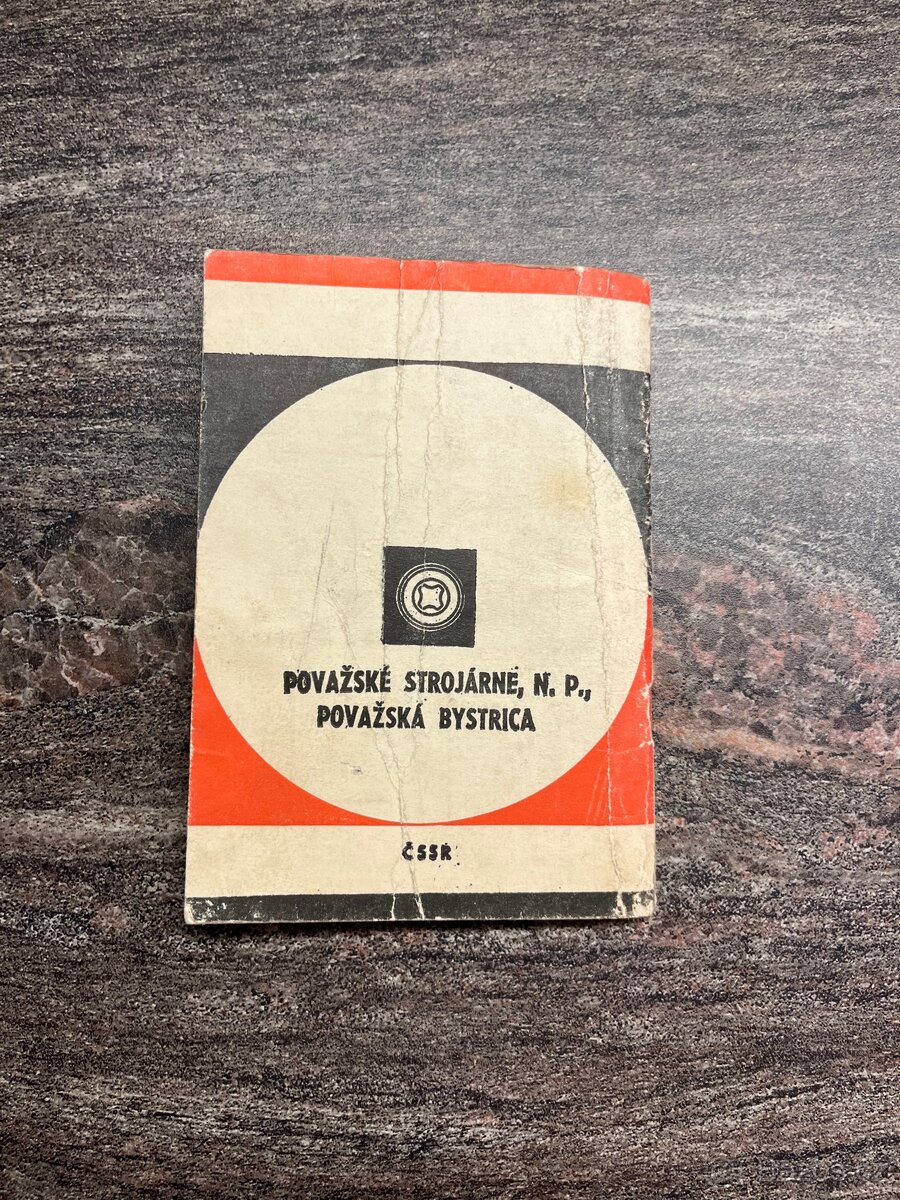 POVAŽSKÉ STROJÁRNE, N. P.,
POVAŽSKÁ BYSTRICA
ČSSR